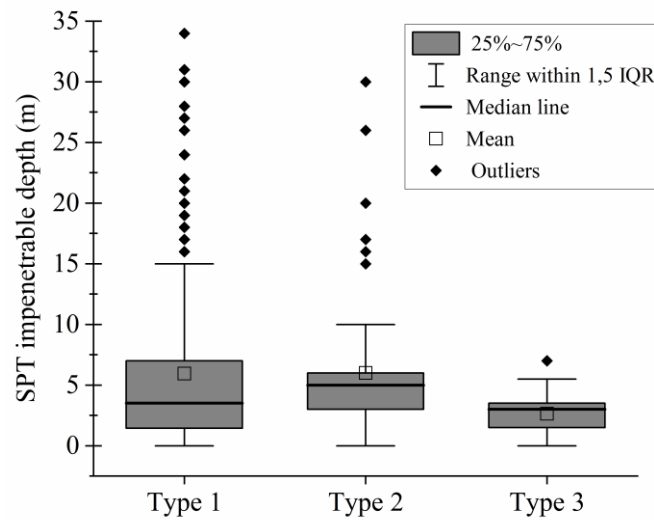 35
30
25
20
15
10
5
0
SPT impenetrable depth (m)
25%~75%
Range within 1,5 IQR
Median line
Mean
Outliers
Type 1
Type 2
Type 3